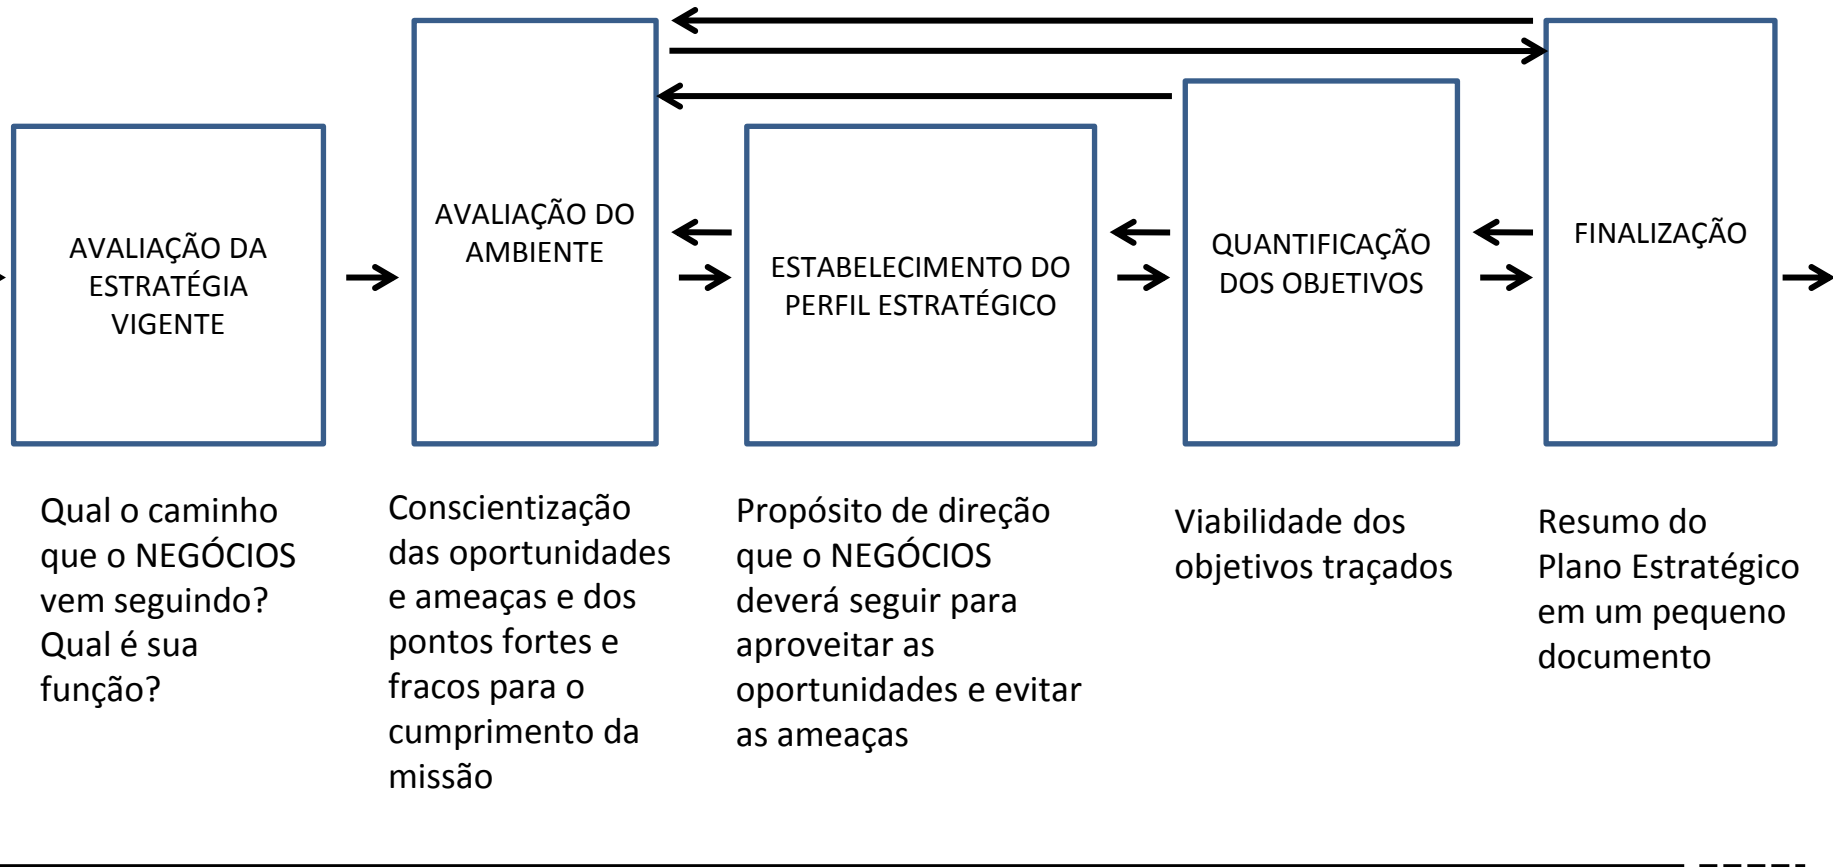 AVALIAÇÃO DA
ESTRATÉGIA
VIGENTE
AVALIAÇÃO DO
AMBIENTE
ESTABELECIMENTO DO
PERFIL ESTRATÉGICO
QUANTIFICAÇÃO
DOS OBJETIVOS
FINALIZAÇÃO
Qual o caminho
que o NEGÓCIOS
vem seguindo?
Qual é sua
função?
Conscientização
das oportunidades
e ameaças e dos
pontos fortes e
fracos para o
cumprimento da
missão
Propósito de direção
que o NEGÓCIOS
deverá seguir para
aproveitar as
oportunidades e evitar
as ameaças
Viabilidade dos
objetivos traçados
Resumo do
Plano Estratégico
em um pequeno
documento